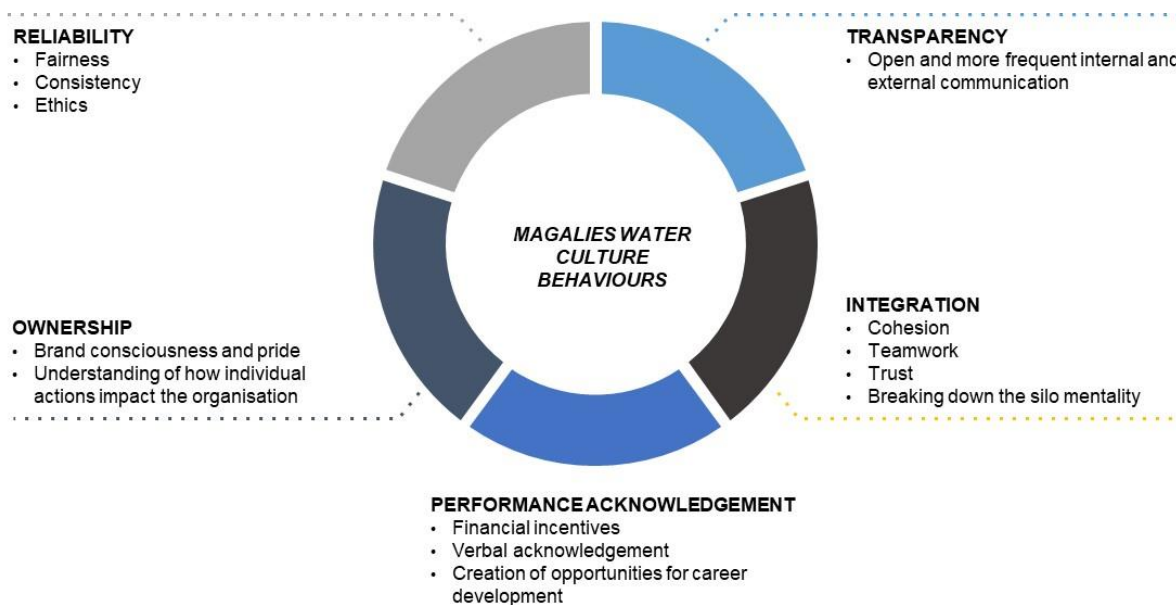 RELIABILITY
• Fairness
• Consistency
• Ethics
TRANSPARENCY
• Open and more frequent internal and
external communication
MAGALIES WATER
CULTURE
BEHAVIOURS
OWNERSHIP
• Brand consciousness and pride
• Understanding of how individual
actions impact the organisation
INTEGRATION
• Cohesion
• Teamwork
• Trust
• Breaking down the silo mentality
PERFORMANCE ACKNOWLEDGEMENT
• Financial incentives
• Verbal acknowledgement
• Creation of opportunities for career
development